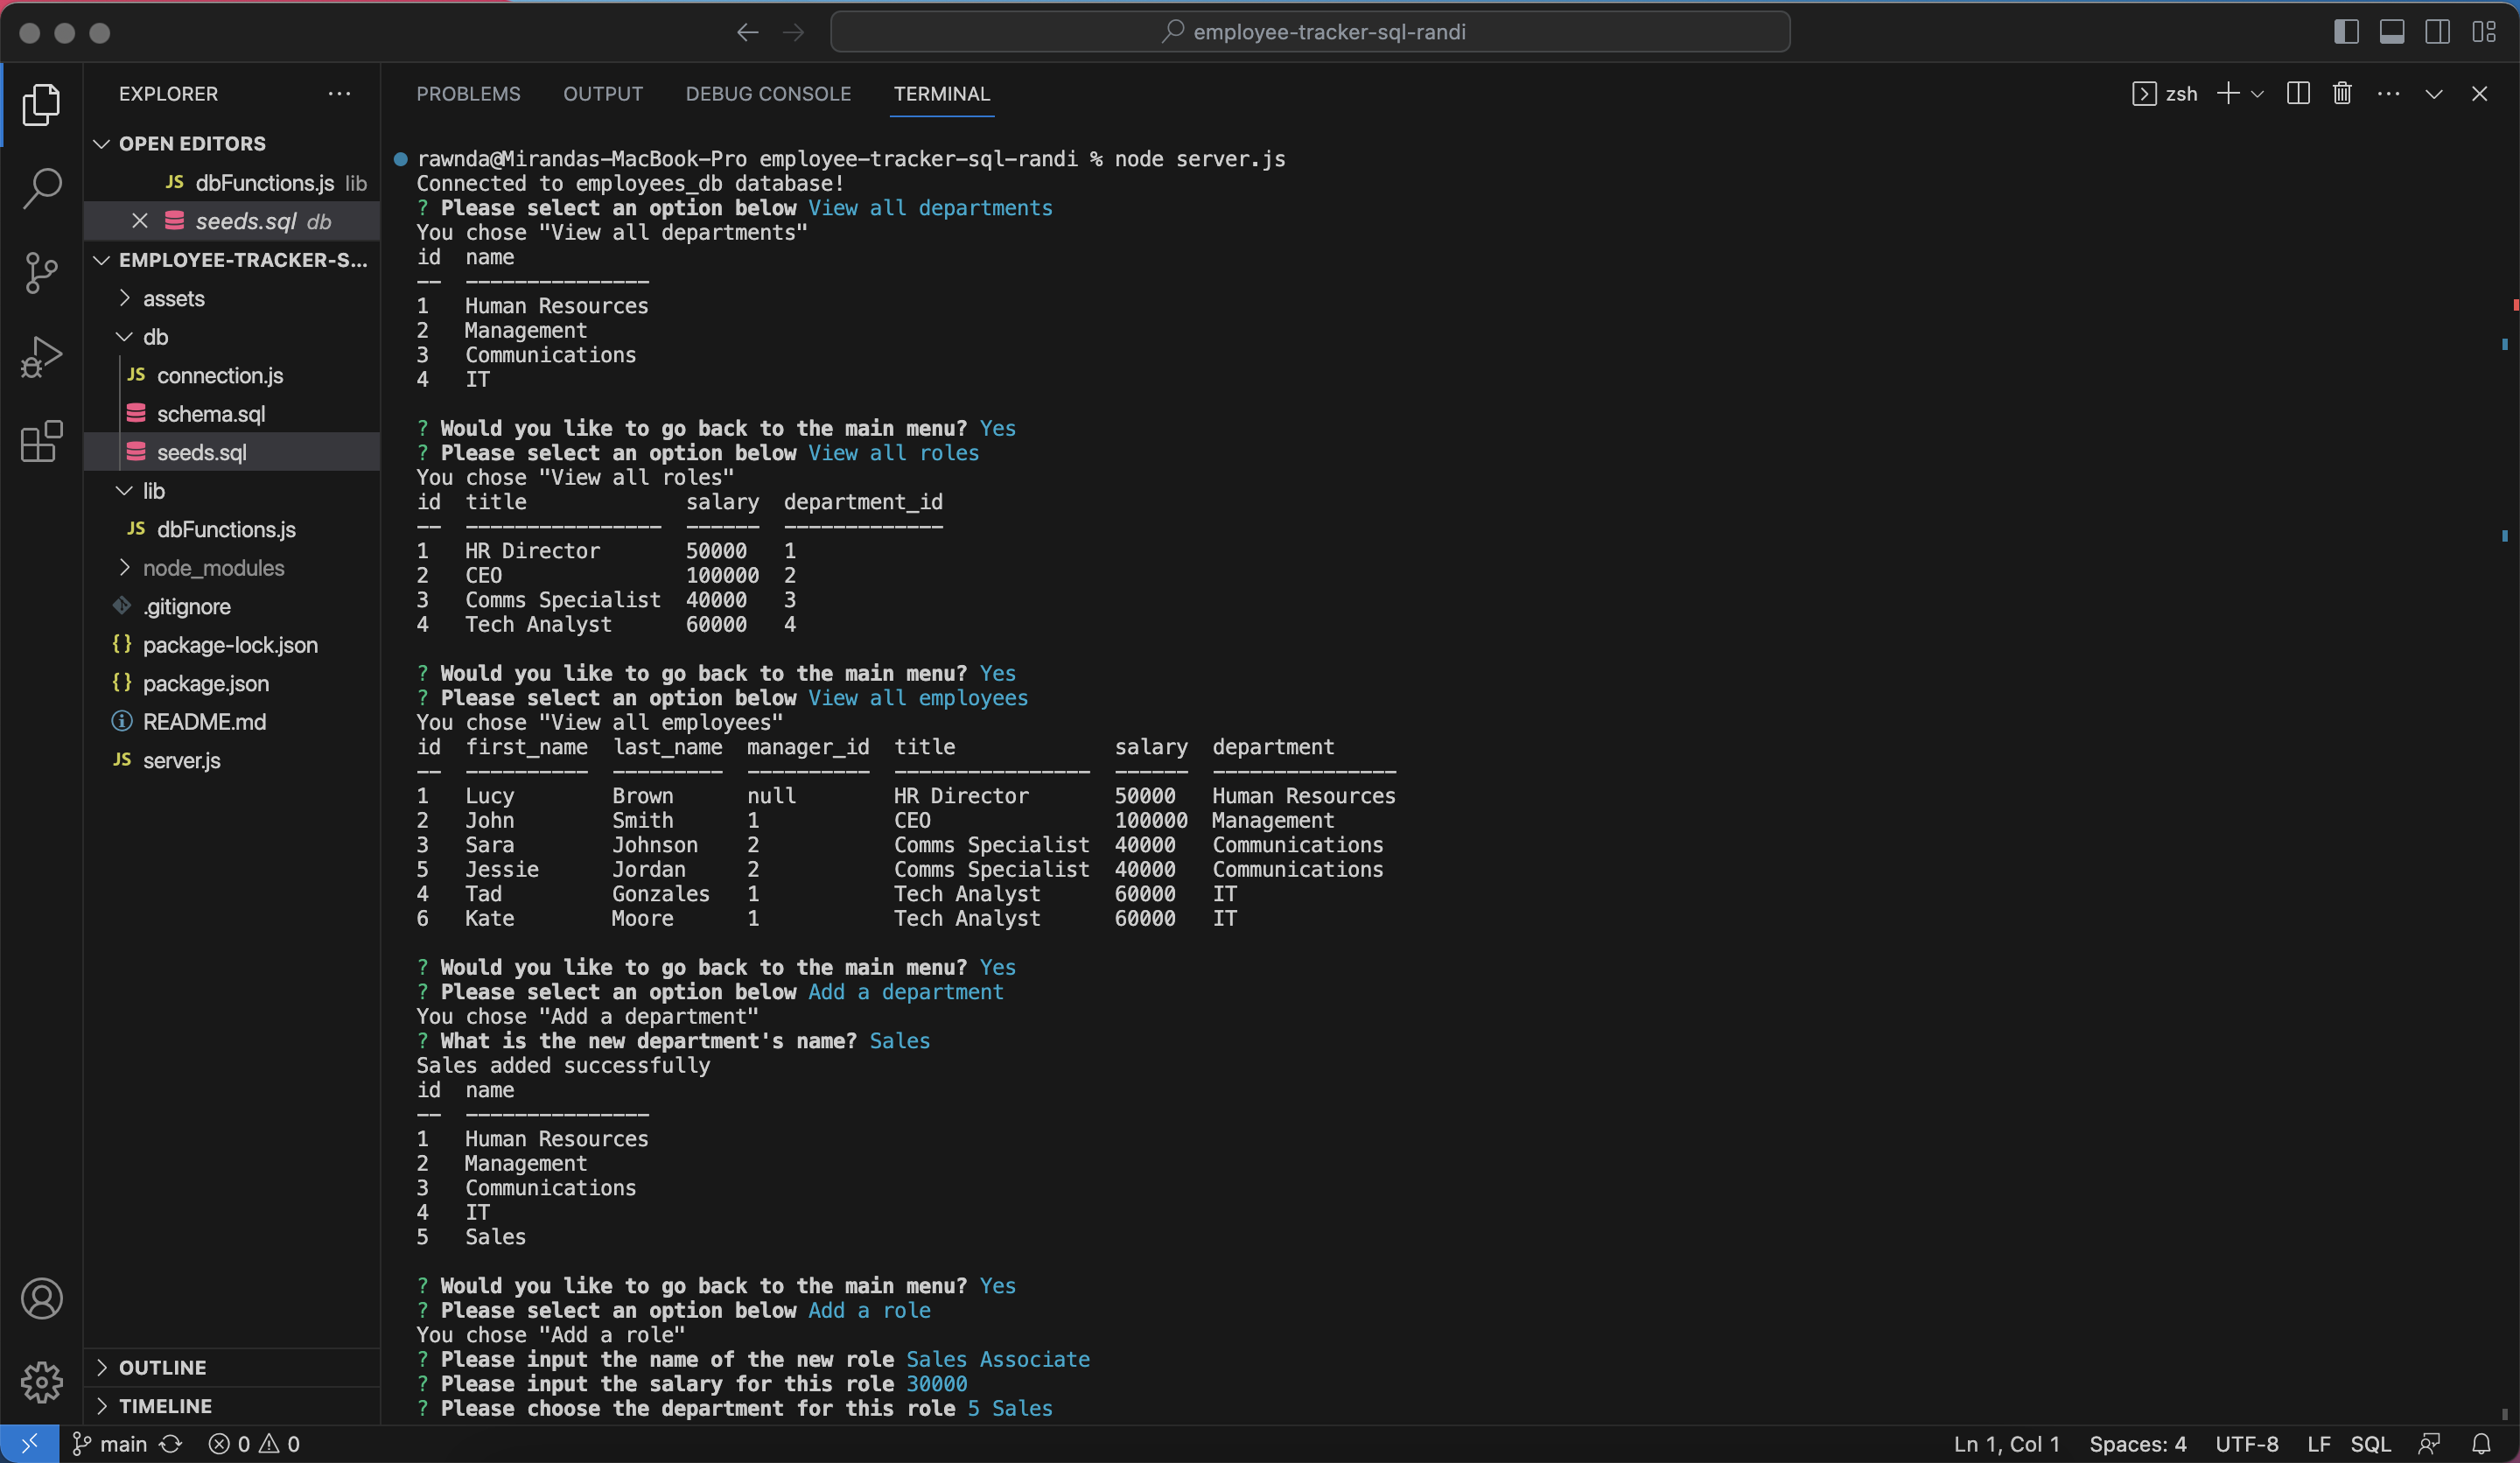 employee-tracker-sql-randi
EXPLORER
OPEN EDITORS
JS dbFunctions.js lib
seeds.sql db
EMPLOYEE-TRACKER-S...
assets
db
JS connection.js
schema.sql
seeds.sql
lib
JS dbFunctions.js
node_modules
.gitignore
{} package-lock.json
{} package.json
README.md
JS server.js
OUTLINE
TIMELINE
PROBLEMS OUTPUT DEBUG CONSOLE TERMINAL
zsh
rawnda@Mirandas-MacBook-Pro employee-tracker-sql-randi % node server.js
Connected to employees_db database!
? Please select an option below View all departments
You chose "View all departments"
id  name
--  ---------------
1   Human Resources
2   Management
3   Communications
4   IT
? Would you like to go back to the main menu? Yes
? Please select an option below View all roles
You chose "View all roles"
id  title             salary  department_id
--  ----------------  ------  -------------
1   HR Director       50000   1
2   CEO               100000  2
3   Comms Specialist  40000   3
4   Tech Analyst      60000   4
? Would you like to go back to the main menu? Yes
? Please select an option below View all employees
You chose "View all employees"
id  first_name  last_name  manager_id  title             salary  department
--  ----------  ---------  ----------  ----------------  ------  ---------------
1   Lucy        Brown      null        HR Director       50000   Human Resources
2   John        Smith      1           CEO               100000  Management
3   Sara        Johnson    2           Comms Specialist  40000   Communications
5   Jessie      Jordan     2           Comms Specialist  40000   Communications
4   Tad         Gonzales   1           Tech Analyst      60000   IT
6   Kate        Moore      1           Tech Analyst      60000   IT
? Would you like to go back to the main menu? Yes
? Please select an option below Add a department
You chose "Add a department"
? What is the new department's name? Sales
Sales added successfully
id  name
--  ---------------
1   Human Resources
2   Management
3   Communications
4   IT
5   Sales
? Would you like to go back to the main menu? Yes
? Please select an option below Add a role
You chose "Add a role"
? Please input the name of the new role Sales Associate
? Please input the salary for this role 30000
? Please choose the department for this role 5 Sales
main 0 0
Ln 1, Col 1 Spaces: 4 UTF-8 LF SQL